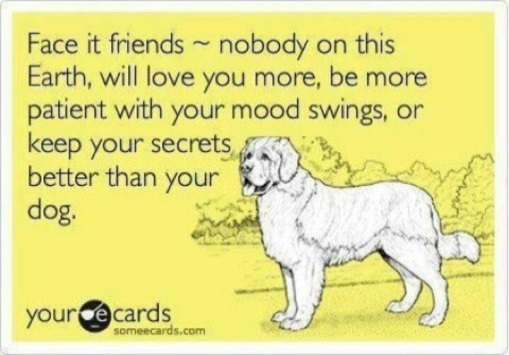 Face it friends ~ nobody on this
Earth, will love you more, be more
patient with your mood swings, or
keep your secrets
better than your
dog.
your e cards
someecards.com